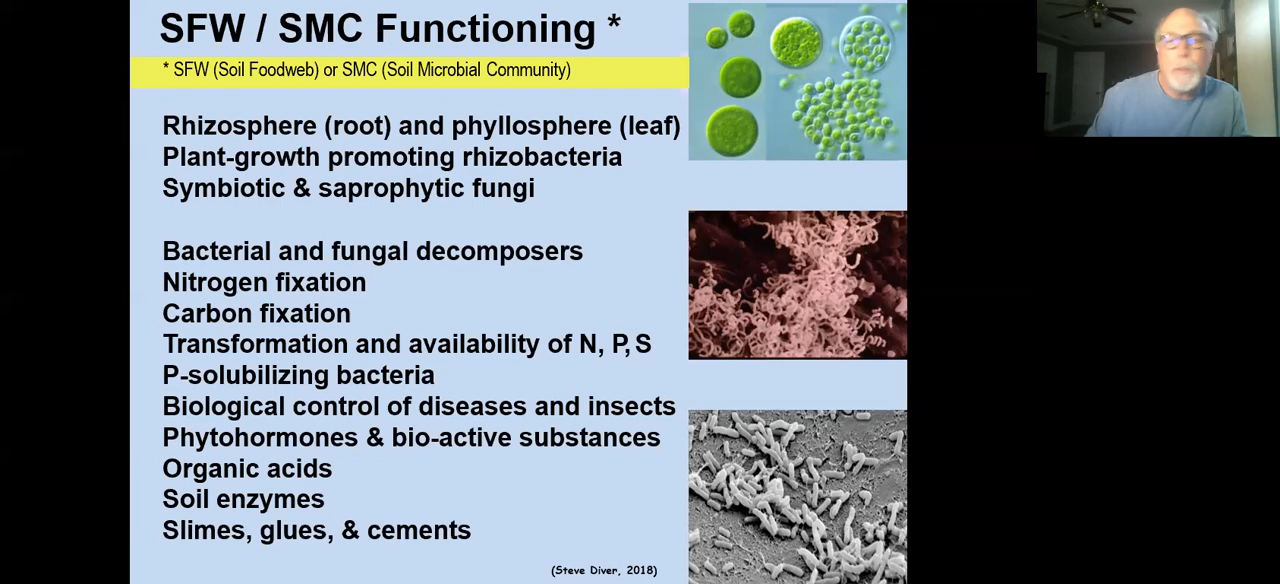 SFW / SMC Functioning *
* SFW (Soil Foodweb) or SMC (Soil Microbial Community)
Rhizosphere (root) and phyllosphere (leaf)
Plant-growth promoting rhizobacteria
Symbiotic & saprophytic fungi
Bacterial and fungal decomposers
Nitrogen fixation
Carbon fixation
Transformation and availability of N, P, S
P-solubilizing bacteria
Biological control of diseases and insects
Phytohormones & bio-active substances
Organic acids
Soil enzymes
Slimes, glues, & cements
(Steve Diver, 2018)